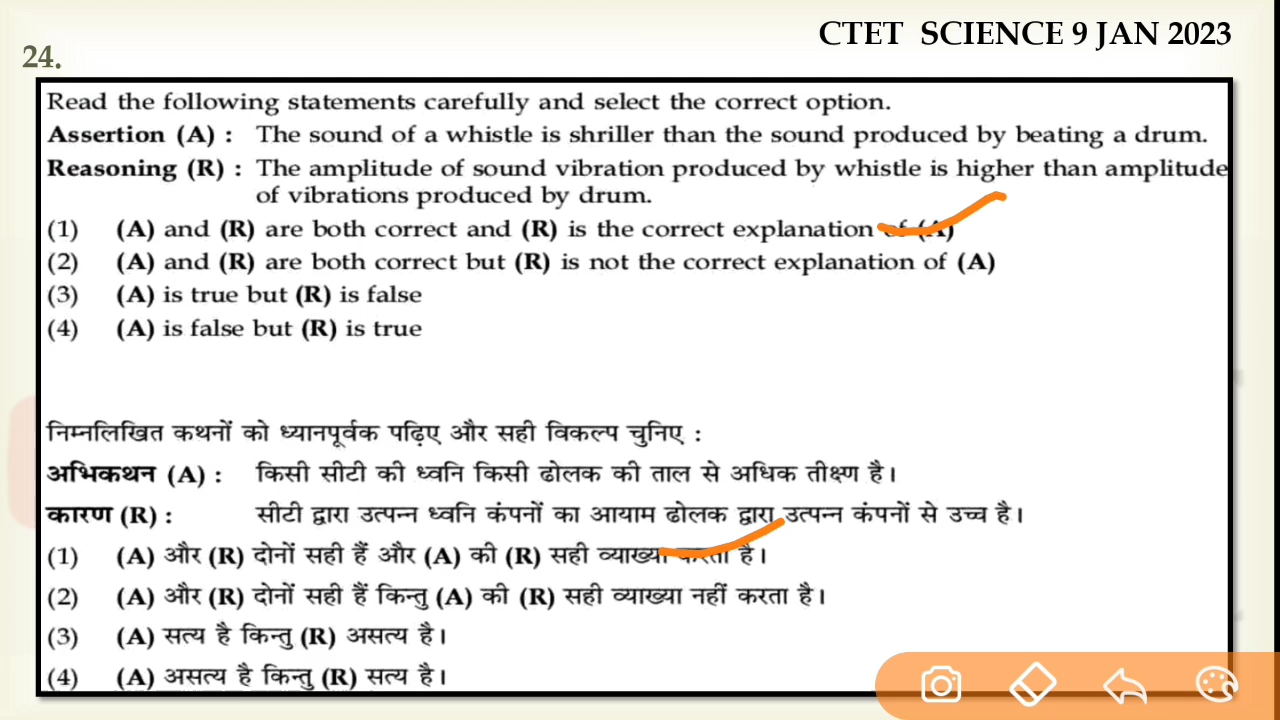 CTET SCIENCE 9 JAN 2023
24.
Read the following statements carefully and select the correct option.
Assertion (A) : The sound of a whistle is shriller than the sound produced by beating a drum.
Reasoning (R) : The amplitude of sound vibration produced by whistle is higher than amplitude
of vibrations produced by drum.
(1) (A) and (R) are both correct and (R) is the correct explanation of (A)
(2) (A) and (R) are both correct but (R) is not the correct explanation of (A)
(3) (A) is true but (R) is false
(4) (A) is false but (R) is true
निम्नलिखित कथनों को ध्यानपूर्वक पढ़िए और सही विकल्प चुनिए :
अभिकथन (A) : किसी सीटी की ध्वनि किसी ढोलक की ताल से अधिक तीक्ष्ण है।
कारण (R) : सीटी द्वारा उत्पन्न ध्वनि कंपनों का आयाम ढोलक द्वारा उत्पन्न कंपनों से उच्च है।
(1) (A) और (R) दोनों सही हैं और (A) की (R) सही व्याख्या करता है।
(2) (A) और (R) दोनों सही हैं किन्तु (A) की (R) सही व्याख्या नहीं करता है।
(3) (A) सत्य है किन्तु (R) असत्य है।
(4) (A) असत्य है किन्तु (R) सत्य है।